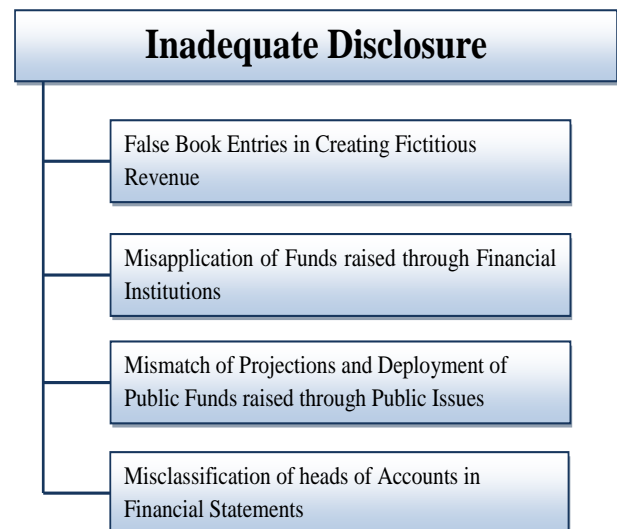 Inadequate Disclosure
False Book Entries in Creating Fictitious
Revenue
Misapplication of Funds raised through Financial
Institutions
Mismatch of Projections and Deployment of
Public Funds raised through Public Issues
Misclassification of heads of Accounts in
Financial Statements